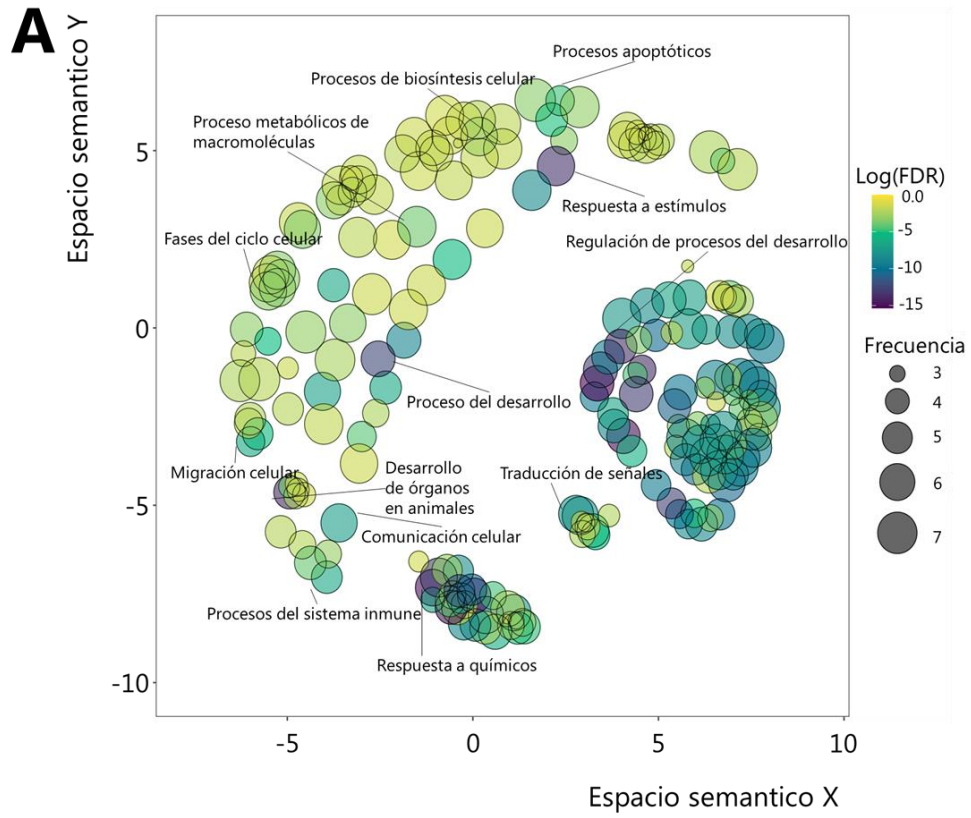 A
Espacio semantico Y
Procesos apoptóticos
Procesos de biosíntesis celular
Proceso metabólicos de
macromoléculas
Respuesta a estímulos
Fases del ciclo celular
Regulación de procesos del desarrollo
Proceso del desarrollo
Migración celular
Desarrollo
de órganos
en animales
Traducción de señales
Comunicación celular
Procesos del sistema inmune
Respuesta a químicos
5
0
-5
-10
-5
0
5
10
Espacio semantico X
Log(FDR)
0.0
-5
-10
-15
Frecuencia
3
4
5
6
7